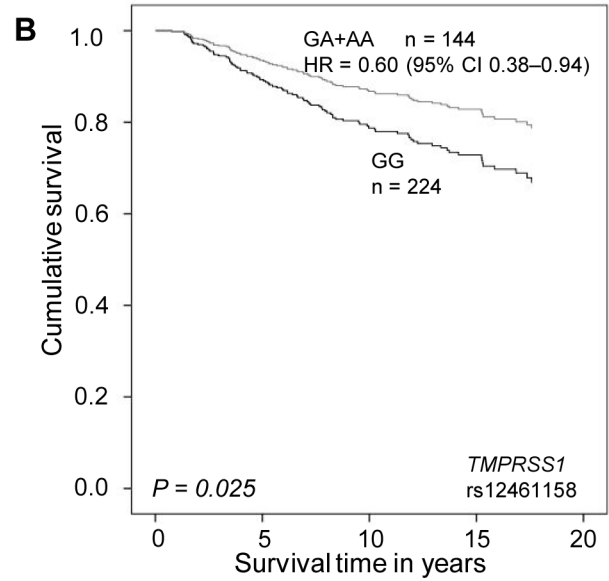 B
GA+AA n = 144
HR = 0.60 (95% CI 0.38–0.94)
GG
n = 224
Cumulative survival
1.0
0.8
0.6
0.4
0.2
0.0
P = 0.025
TMPRSS1
rs12461158
0 5 10 15 20
Survival time in years